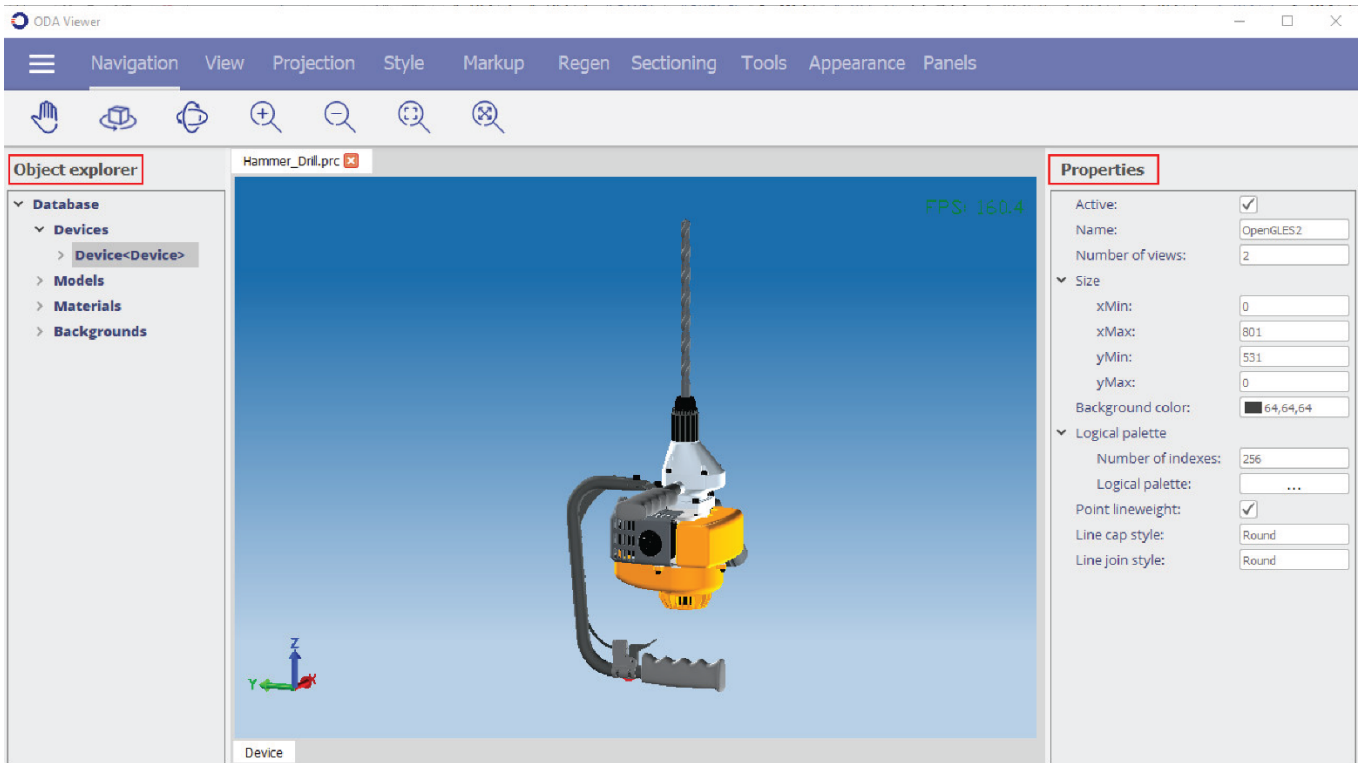 ODA Viewer
Navigation View Projection Style Markup Regen Sectioning Tools Appearance Panels
Object explorer
Database
Devices
Device<Device>
Models
Materials
Backgrounds
Hammer_Drill.prc
FPS: 160.4
Z
Y
X
Device
Properties
Active:
Name: OpenGLES2
Number of views: 2
Size
xMin: 0
xMax: 801
yMin: 531
yMax: 0
Background color: 64,64,64
Logical palette
Number of indexes: 256
Logical palette: ...
Point lineweight:
Line cap style: Round
Line join style: Round